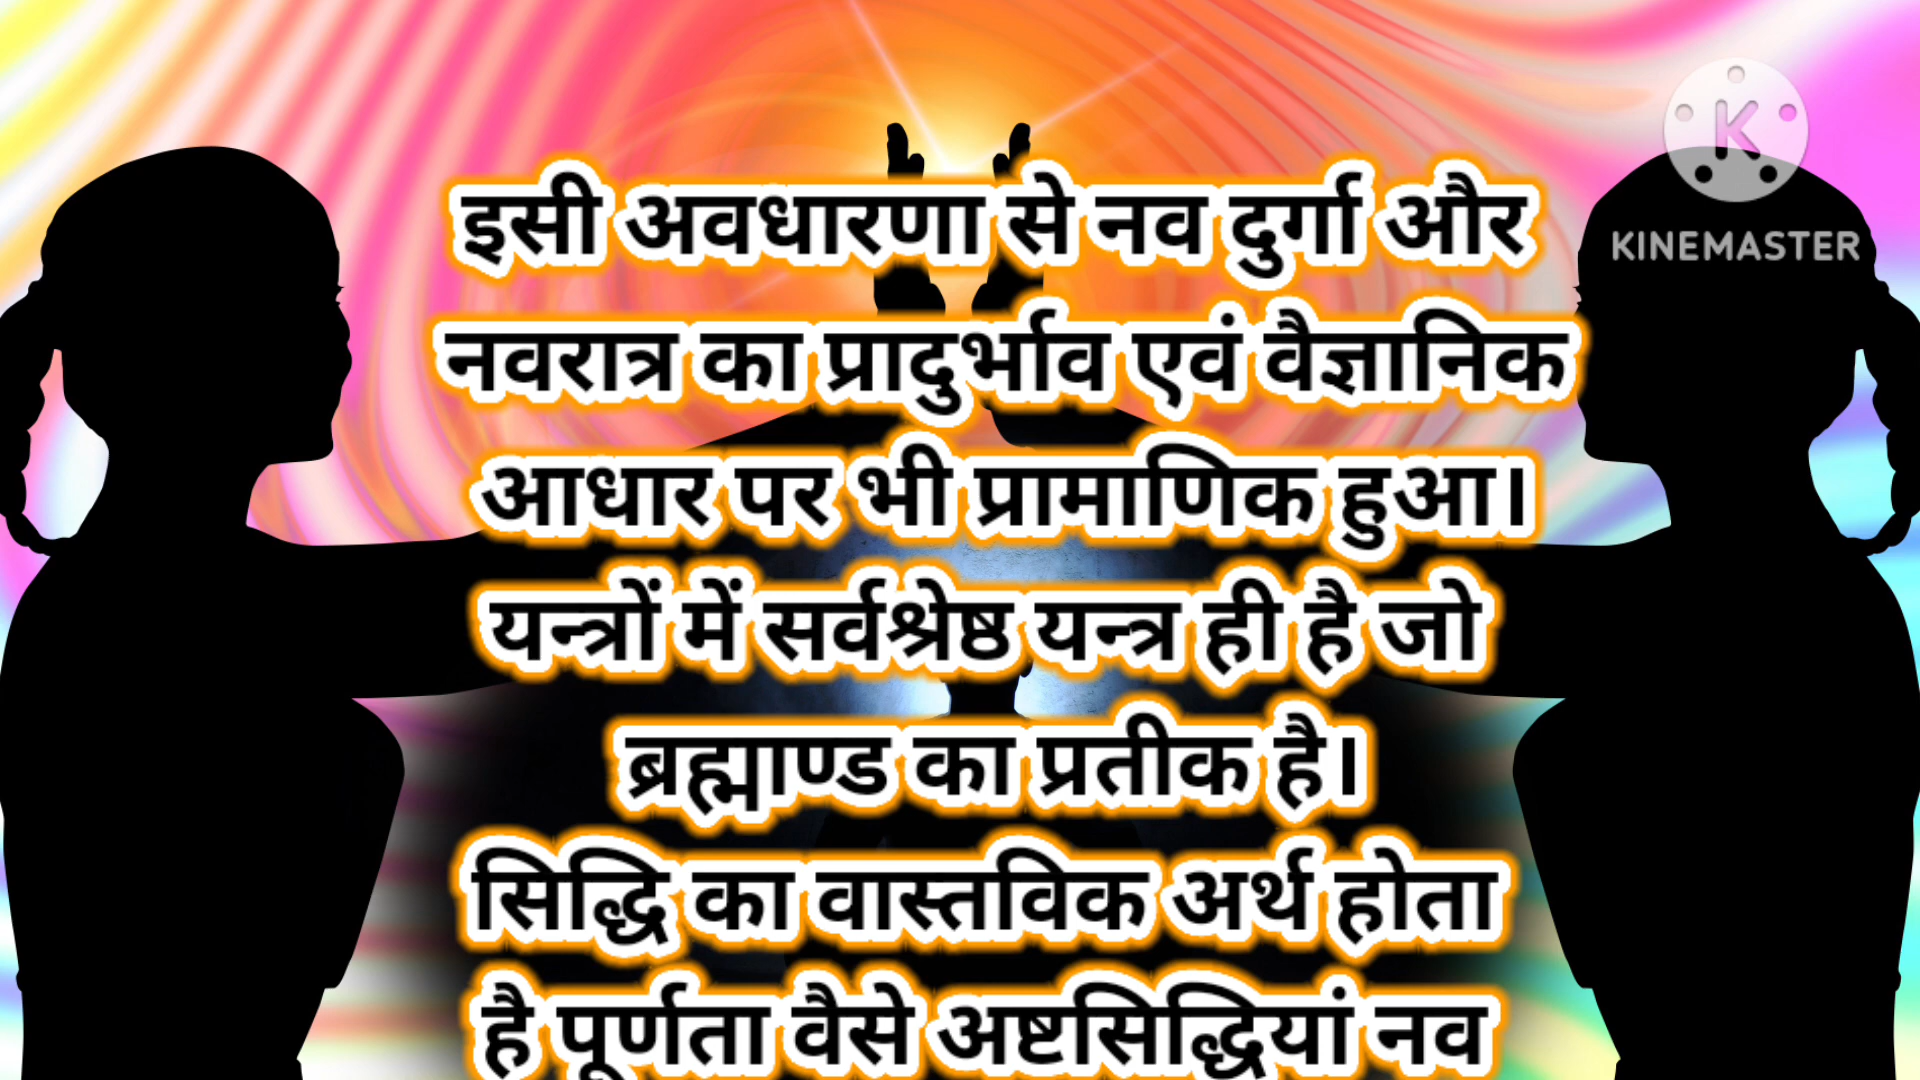 इसी अवधारणा से नव दुर्गा और
नवरात्र का प्रादुर्भाव एवं वैज्ञानिक
आधार पर भी प्रामाणिक हुआ।
यन्त्रों में सर्वश्रेष्ठ यन्त्र ही है जो
ब्रह्माण्ड का प्रतीक है।
सिद्धि का वास्तविक अर्थ होता
है पूर्णता वैसे अष्टसिद्धियां नव
K
KINEMASTER